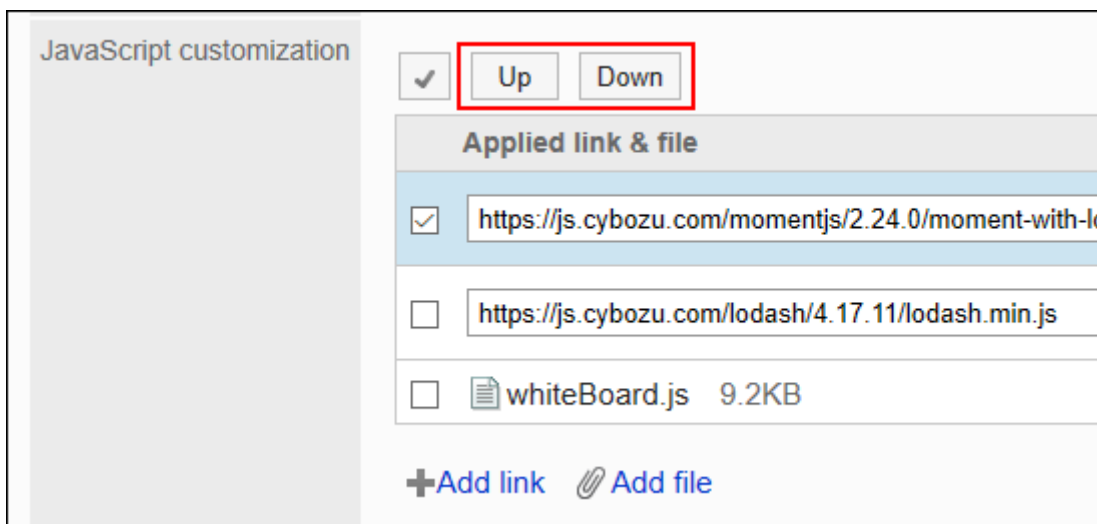 JavaScript customization
Up Down
Applied link & file
https://js.cybozu.com/momentjs/2.24.0/moment-with-l
https://js.cybozu.com/lodash/4.17.11/lodash.min.js
whiteBoard.js 9.2KB
Add link Add file